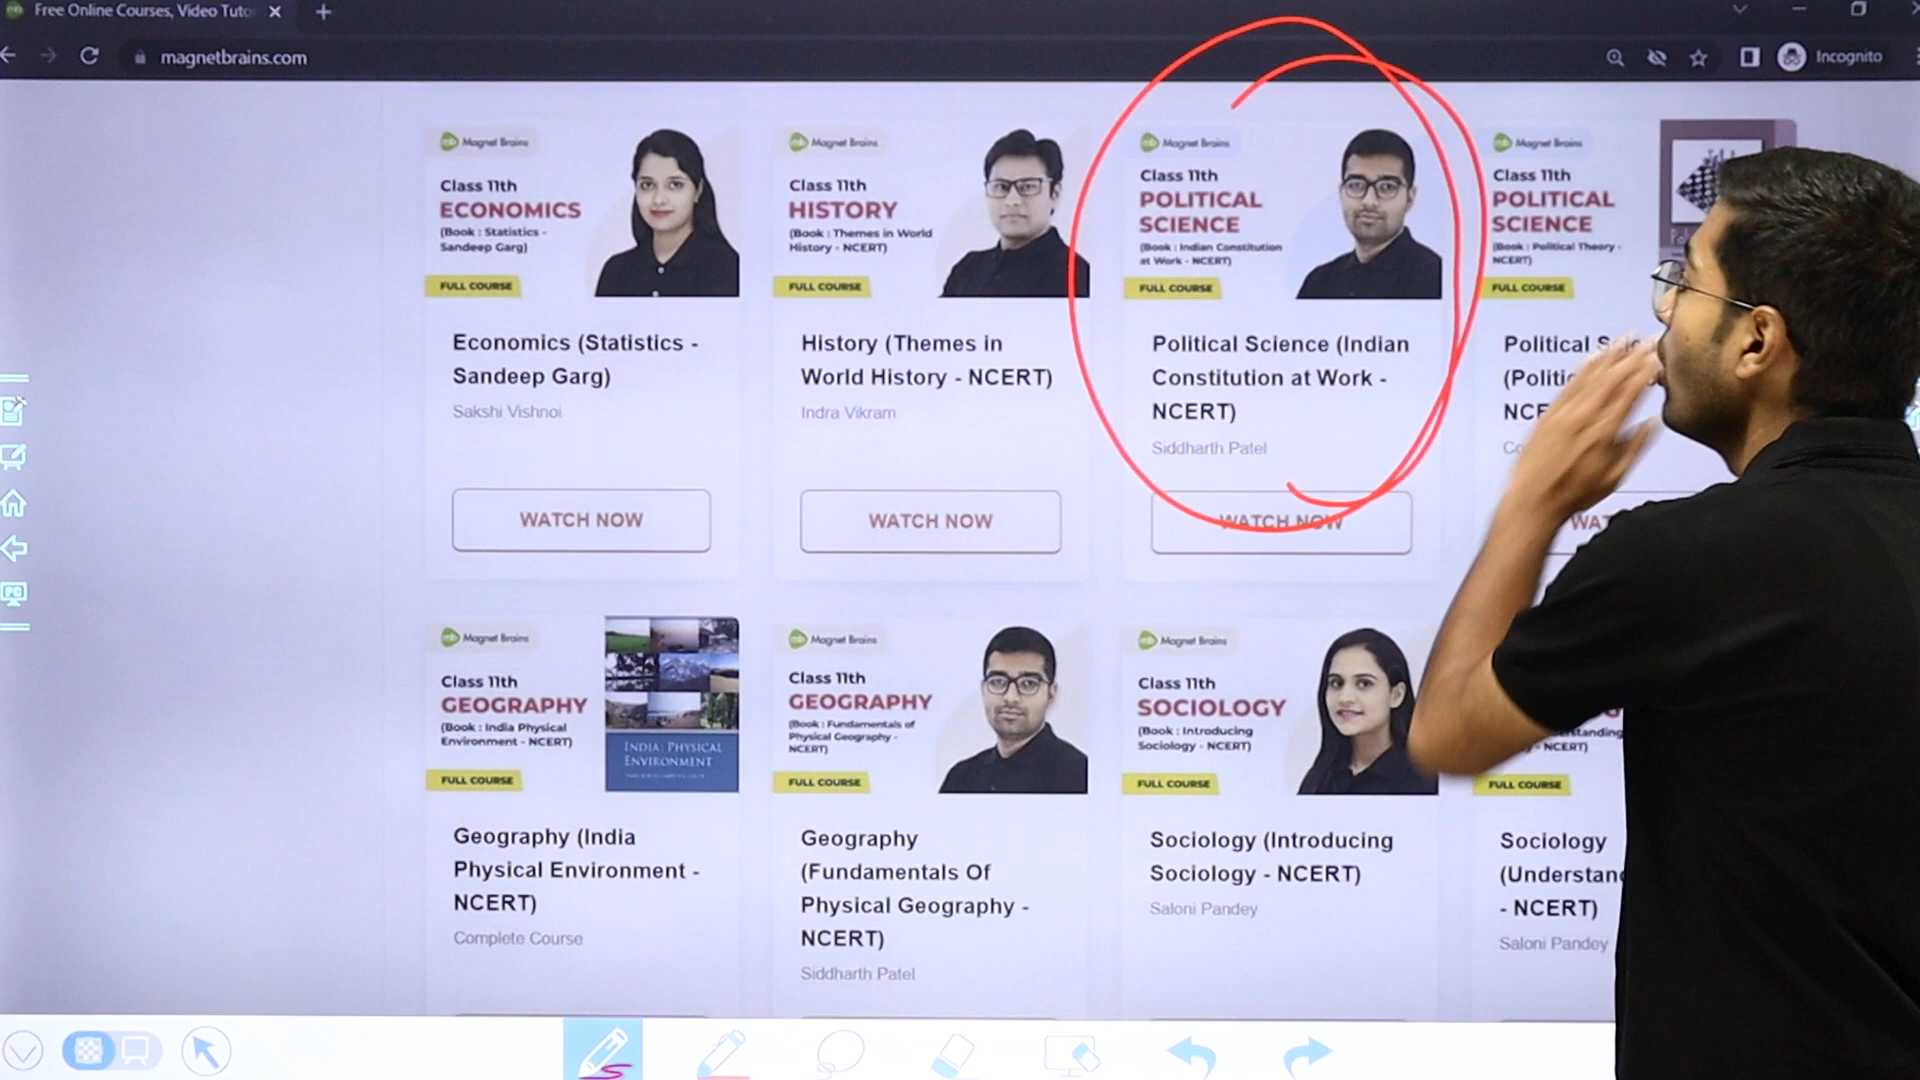 Free Online Courses, Video Tuto
magnetbrains.com
Incognito
Magnet Brains
Class 11th
ECONOMICS
(Book : Statistics -
Sandeep Garg)
FULL COURSE
Economics (Statistics -
Sandeep Garg)
Sakshi Vishnoi
WATCH NOW
Magnet Brains
Class 11th
HISTORY
(Book : Themes in World
History - NCERT)
FULL COURSE
History (Themes in
World History - NCERT)
Indra Vikram
WATCH NOW
Magnet Brains
Class 11th
POLITICAL
SCIENCE
(Book : Indian Constitution
at Work - NCERT)
FULL COURSE
Political Science (Indian
Constitution at Work -
NCERT)
Siddharth Patel
WATCH NOW
Magnet Brains
Class 11th
POLITICAL
SCIENCE
(Book : Political Theory -
NCERT)
FULL COURSE
Political
Magnet Brains
Class 11th
GEOGRAPHY
(Book : India Physical
Environment - NCERT)
FULL COURSE
INDIA: PHYSICAL
ENVIRONMENT
Geography (India
Physical Environment -
NCERT)
Complete Course
Magnet Brains
Class 11th
GEOGRAPHY
(Book : Fundamentals of
Physical Geography -
NCERT)
FULL COURSE
Geography
(Fundamentals Of
Physical Geography -
NCERT)
Siddharth Patel
Magnet Brains
Class 11th
SOCIOLOGY
(Book : Introducing
Sociology - NCERT)
FULL COURSE
Sociology (Introducing
Sociology - NCERT)
Saloni Pandey
NCERT)
FULL COURSE
Sociology
(Understand
- NCERT)
Saloni Pandey
PC